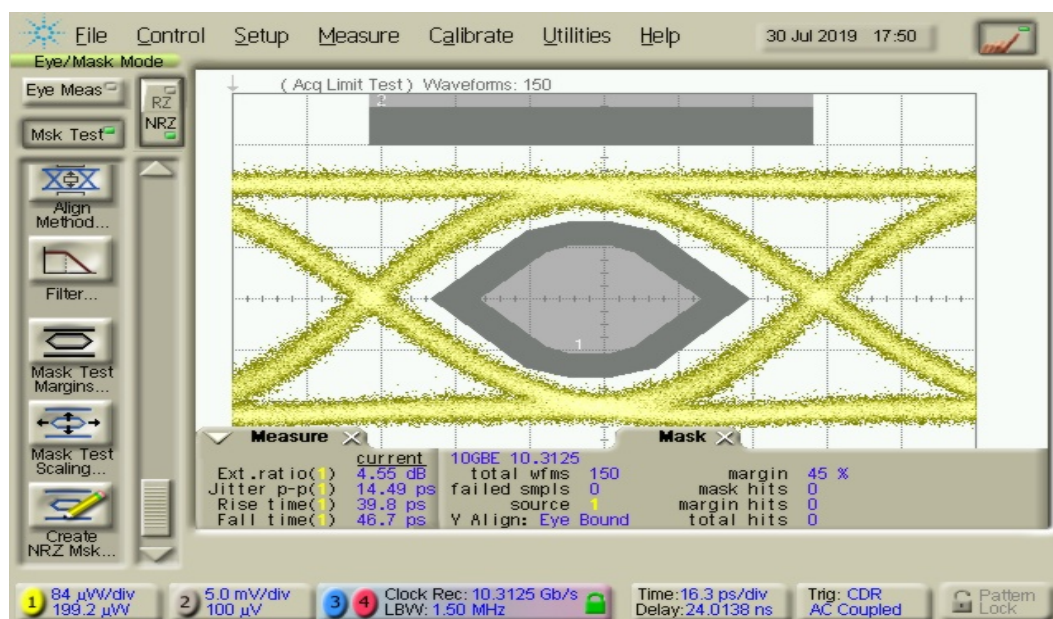 File Control Setup Measure Calibrate Utilities Help 30 Jul 2019 17:50
Eye/Mask Mode
Eye Meas
RZ
NRZ
Msk Test
Align
Method...
Filter...
Mask Test
Margins...
Mask Test
Scaling...
Create
NRZ Msk...
( Acq Limit Test ) Waveforms: 150
2
1
Measure
current
Ext.ratio(1) 4.55 dB
Jitter p-p(1) 14.49 ps
Rise time(1) 39.8 ps
Fall time(1) 46.7 ps
Mask
10GBE 10.3125
total wfms 150 margin 45 %
failed smpls 0 mask hits 0
source 1 margin hits 0
Y Align: Eye Bound total hits 0
1 84 µW/div
199.2 µW
2 5.0 mV/div
100 µV
3 4 Clock Rec: 10.3125 Gb/s
LBW: 1.50 MHz
Time:16.3 ps/div
Delay:24.0138 ns
Trig: CDR
AC Coupled
Pattern
Lock